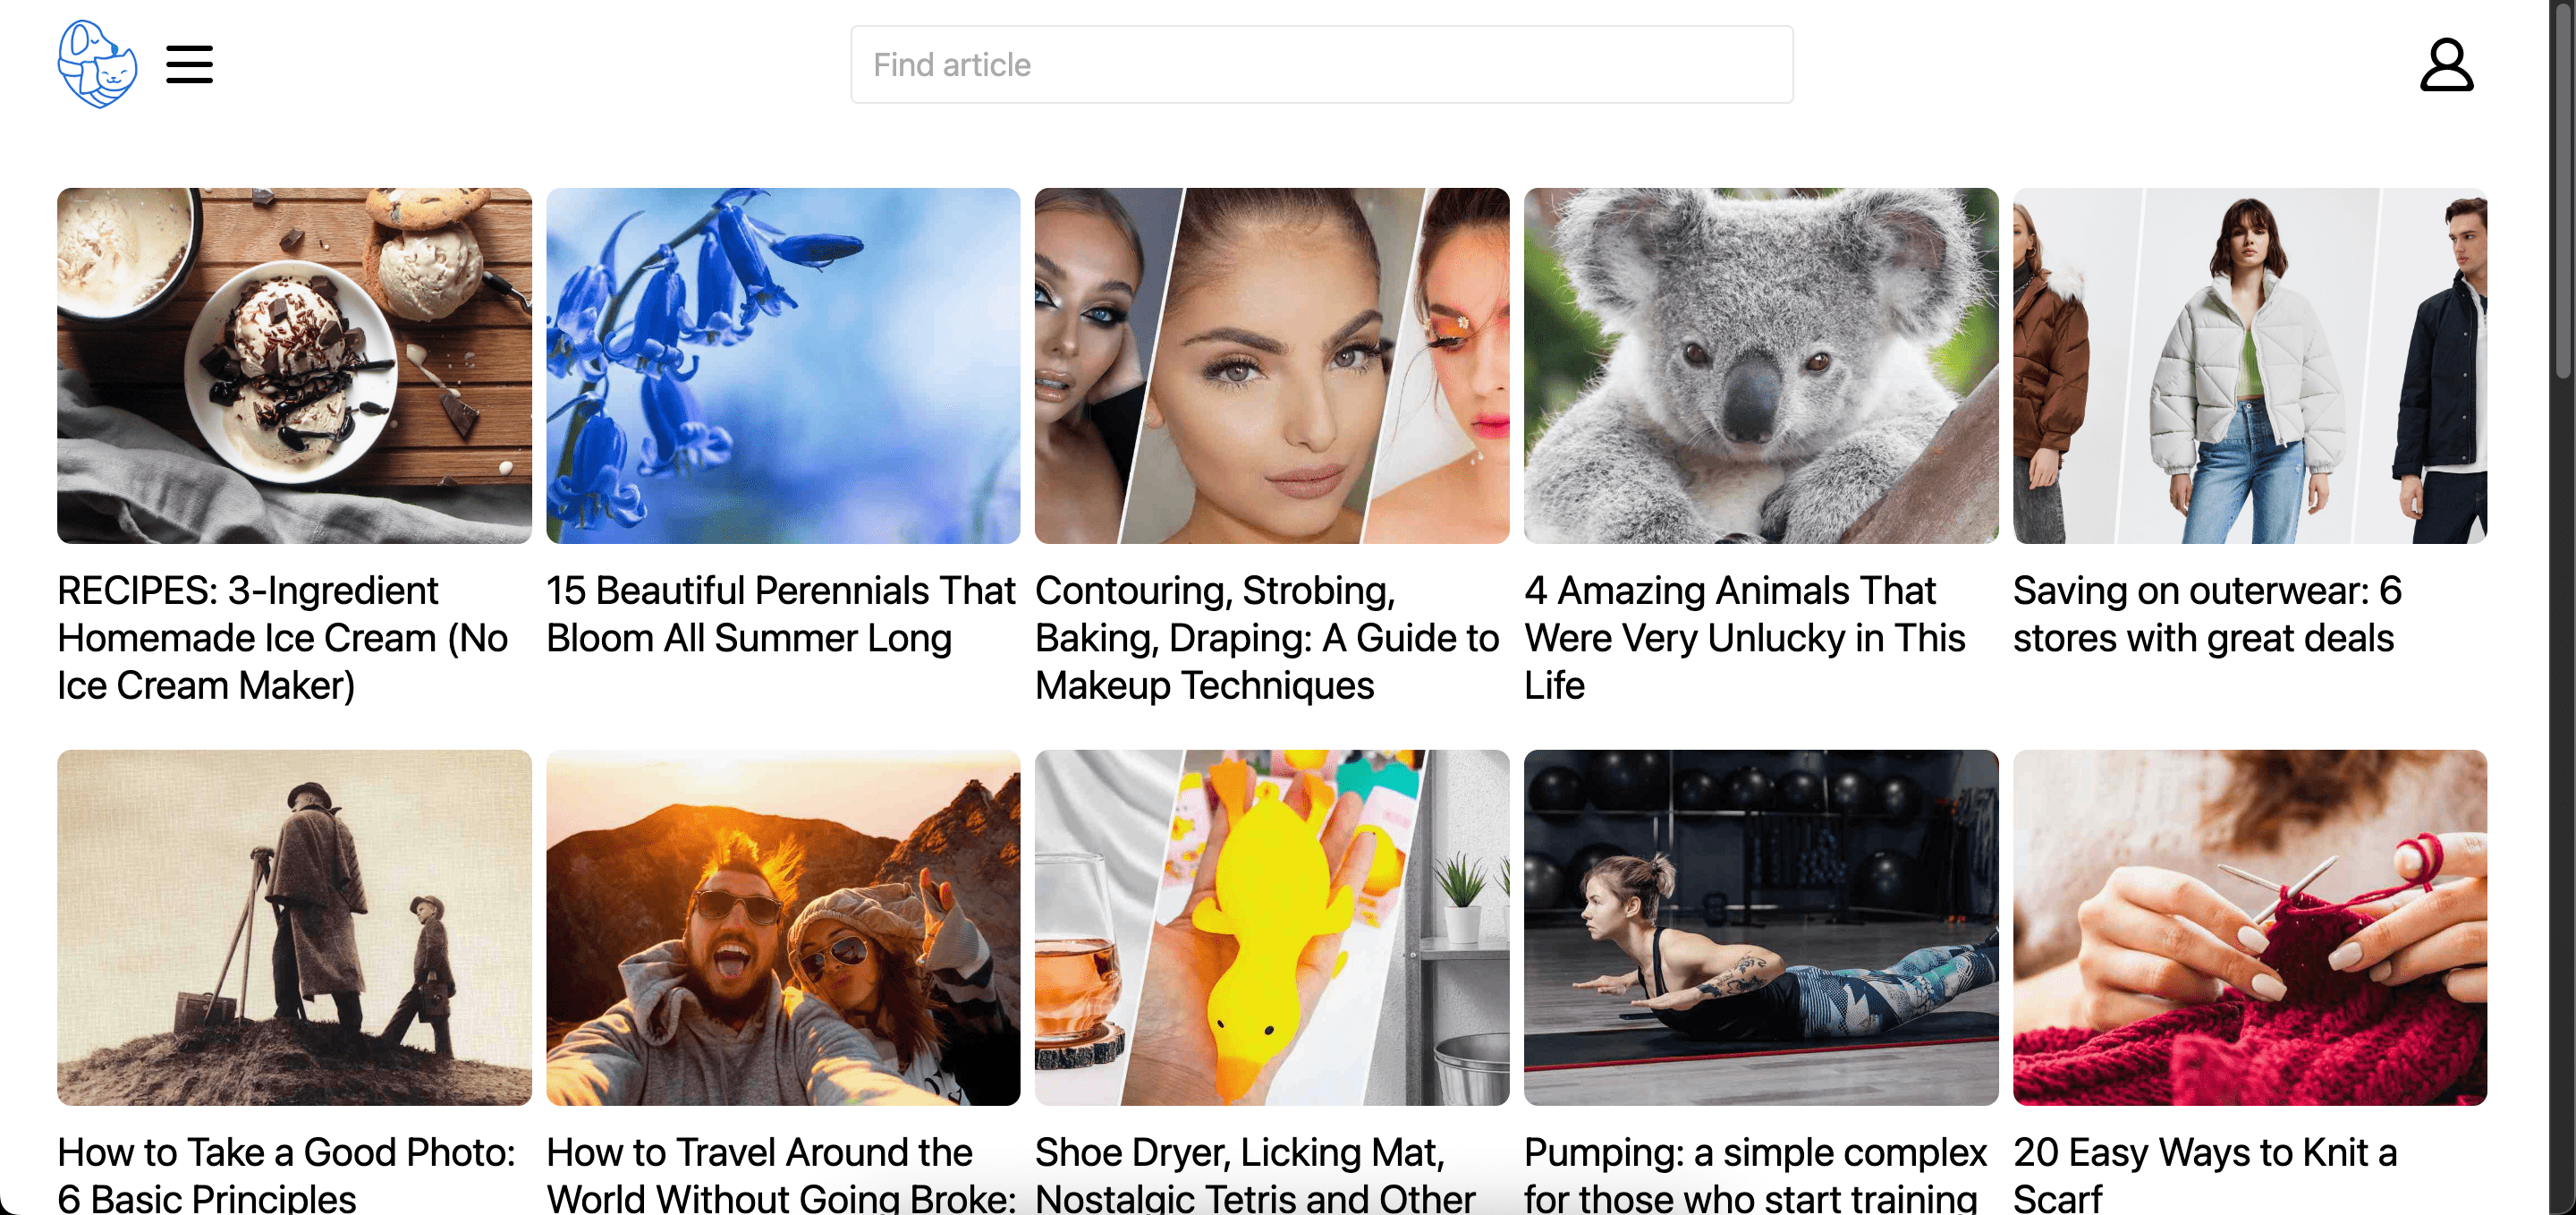 Find article
RECIPES: 3-Ingredient
Homemade Ice Cream (No
Ice Cream Maker)
15 Beautiful Perennials That
Bloom All Summer Long
Contouring, Strobing,
Baking, Draping: A Guide to
Makeup Techniques
4 Amazing Animals That
Were Very Unlucky in This
Life
Saving on outerwear: 6
stores with great deals
How to Take a Good Photo:
6 Basic Principles
How to Travel Around the
World Without Going Broke:
Shoe Dryer, Licking Mat,
Nostalgic Tetris and Other
Pumping: a simple complex
for those who start training
20 Easy Ways to Knit a
Scarf